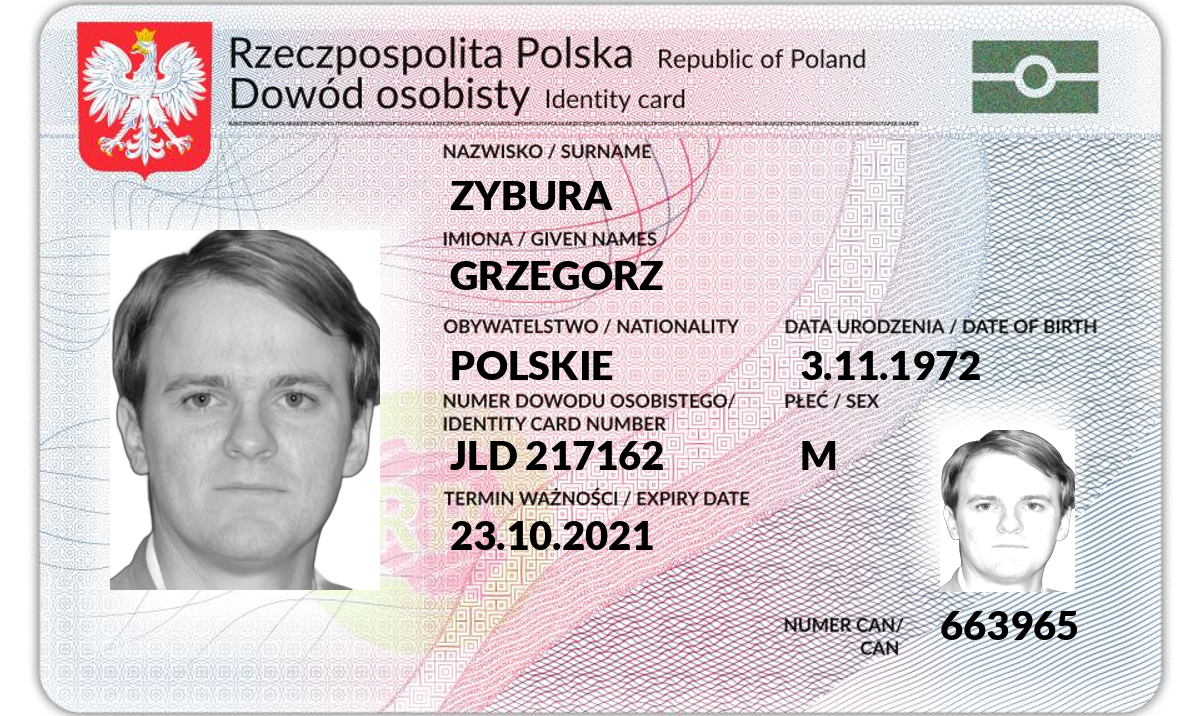 Rzeczpospolita Polska Republic of Poland
Dowód osobisty Identity card
NAZWISKO / SURNAME
ZYBURA
IMIONA / GIVEN NAMES
GRZEGORZ
OBYWATELSTWO / NATIONALITY DATA URODZENIA / DATE OF BIRTH
POLSKIE 3.11.1972
NUMER DOWODU OSOBISTEGO/ PŁEĆ / SEX
IDENTITY CARD NUMBER
JLD 217162 M
TERMIN WAŻNOŚCI / EXPIRY DATE
23.10.2021
NUMER CAN/ 663965
CAN